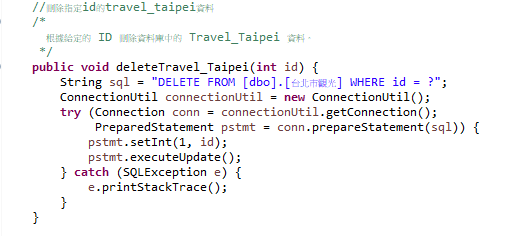 //刪除指定id的travel_taipei資料
/*
根據給定的 ID 刪除資料庫中的 Travel_Taipei 資料。
*/
public void deleteTravel_Taipei(int id) {
String sql = "DELETE FROM [dbo].[台北市觀光] WHERE id = ?";
ConnectionUtil connectionUtil = new ConnectionUtil();
try (Connection conn = connectionUtil.getConnection();
PreparedStatement pstmt = conn.prepareStatement(sql)) {
pstmt.setInt(1, id);
pstmt.executeUpdate();
} catch (SQLException e) {
e.printStackTrace();
}
}